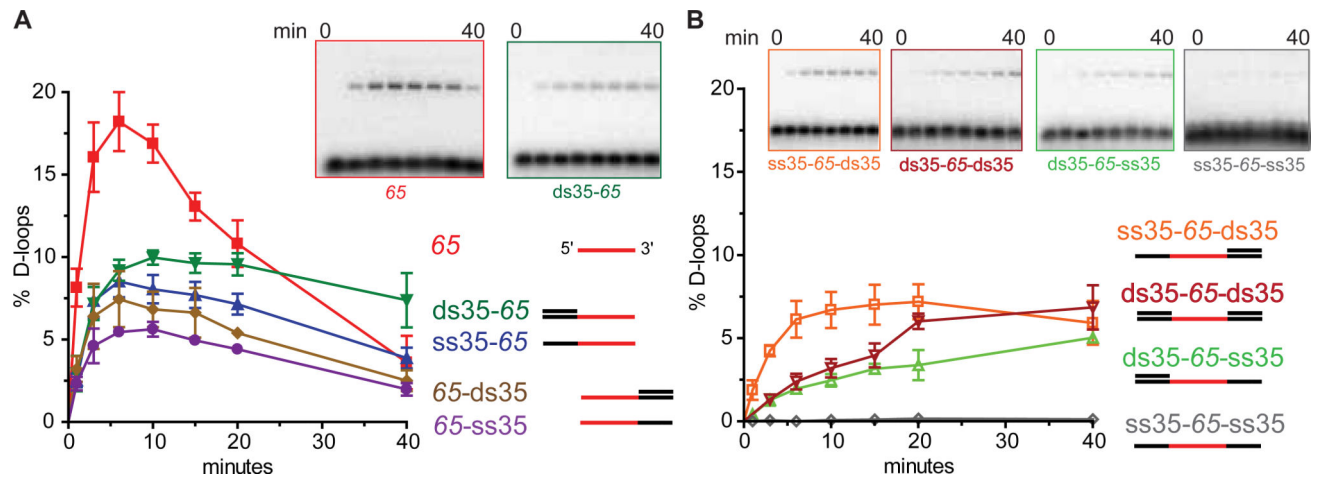 A
min 0 40 0 40
20
15
10
5
0
% D-loops
65
ds35-65
65
5' 3'
ds35-65
ss35-65
65-ds35
65-ss35
0 10 20 30 40
minutes
B
min 0 40 0 40 0 40 0 40
20
15
10
5
0
% D-loops
ss35-65-ds35
ds35-65-ds35
ds35-65-ss35
ss35-65-ss35
ss35-65-ds35
ds35-65-ds35
ds35-65-ss35
ss35-65-ss35
0 10 20 30 40
minutes